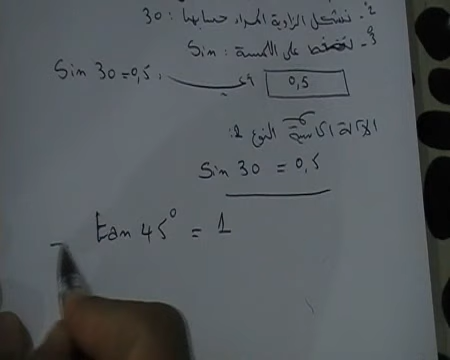 2- نشكل الزاوية المراد حسابها : 30
3- نضغط على اللمسة : Sin
Sin 30 = 0,5 أي 0,5
الآلة الحاسبة النوع 2:
Sin 30 = 0,5
tan 45° = 1